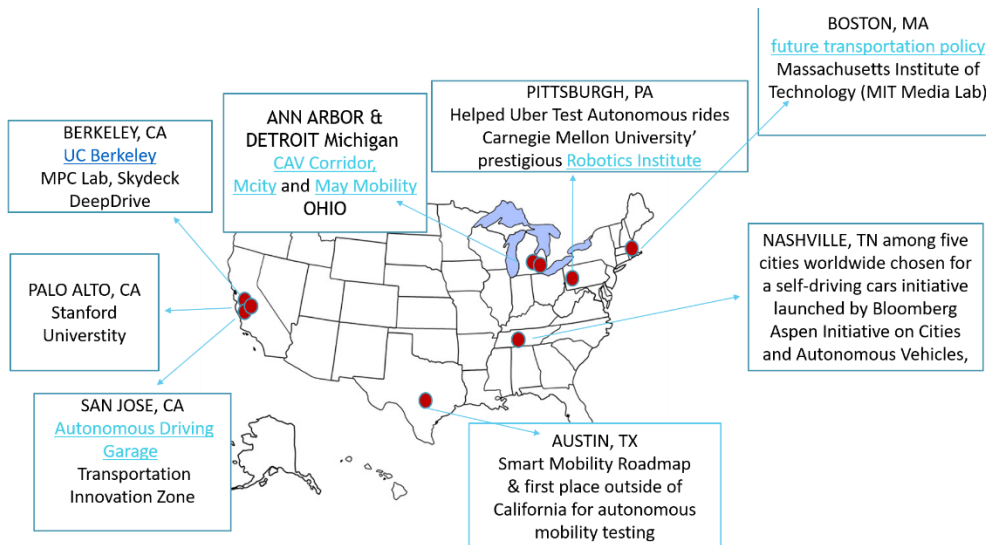 BOSTON, MA
future transportation policy
Massachusetts Institute of
Technology (MIT Media Lab)
PITTSBURGH, PA
Helped Uber Test Autonomous rides
Carnegie Mellon University'
prestigious Robotics Institute
ANN ARBOR &
DETROIT Michigan
CAV Corridor,
Mcity and May Mobility
OHIO
BERKELEY, CA
UC Berkeley
MPC Lab, Skydeck
DeepDrive
NASHVILLE, TN among five
cities worldwide chosen for
a self-driving cars initiative
launched by Bloomberg
Aspen Initiative on Cities
and Autonomous Vehicles,
PALO ALTO, CA
Stanford
Universtity
SAN JOSE, CA
Autonomous Driving
Garage
Transportation
Innovation Zone
AUSTIN, TX
Smart Mobility Roadmap
& first place outside of
California for autonomous
mobility testing